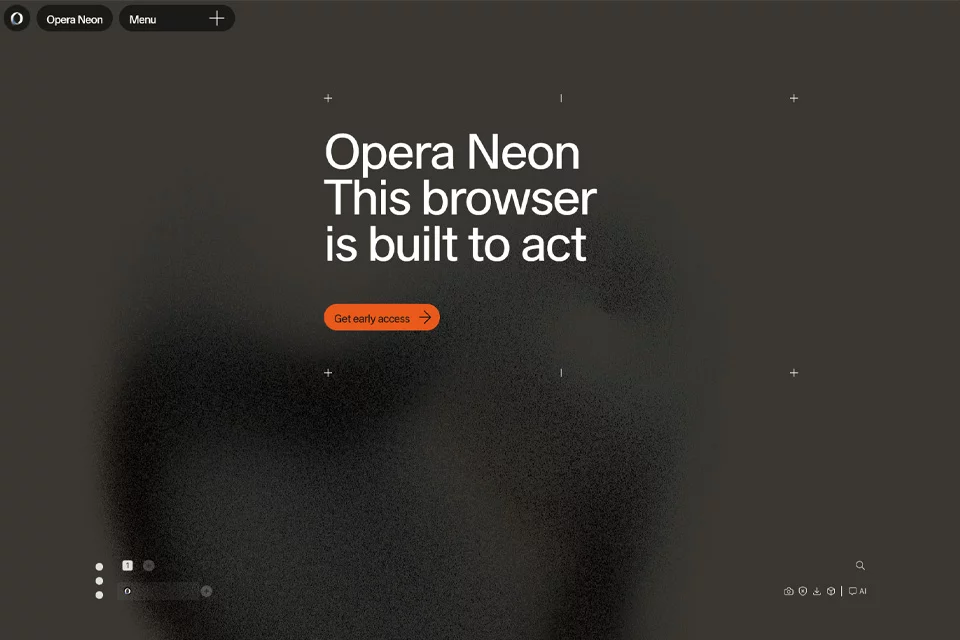 Opera Neon
Menu
Opera Neon
This browser
is built to act
Get early access
1
AI